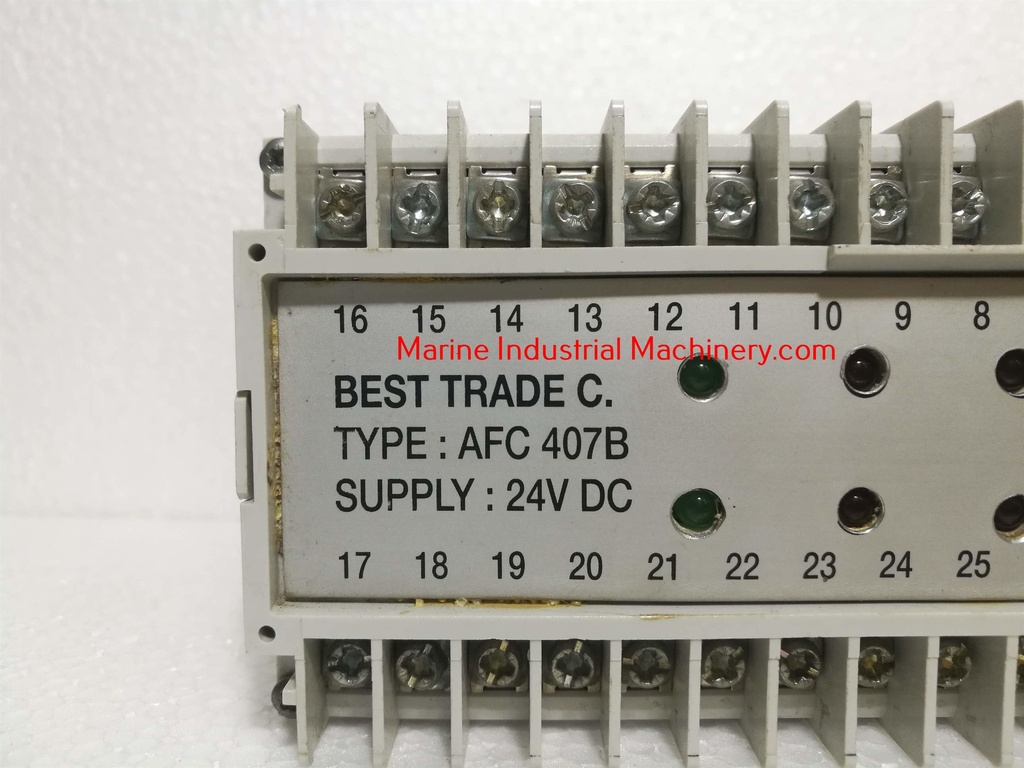 16 15 14 13 12 11 10 9 8
Marine Industrial Machinery.com
BEST TRADE C.
TYPE : AFC 407B
SUPPLY : 24V DC
17 18 19 20 21 22 23 24 25